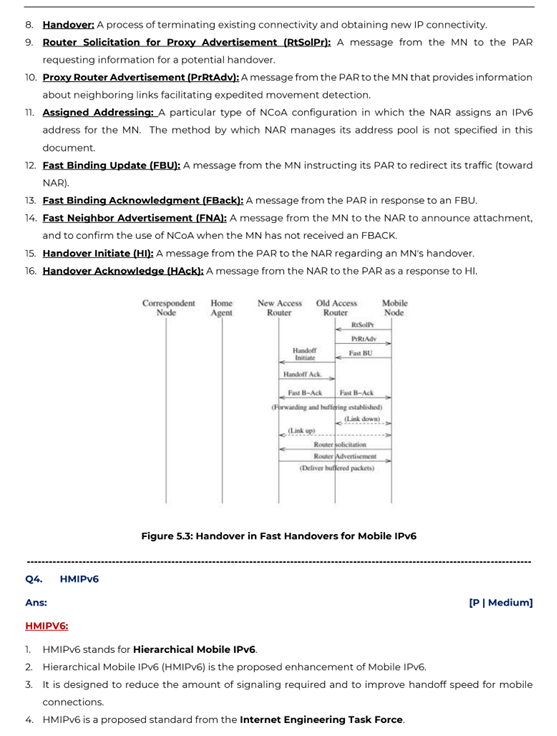 8. Handover: A process of terminating existing connectivity and obtaining new IP connectivity.
9. Router Solicitation for Proxy Advertisement (RtSolPr): A message from the MN to the PAR
requesting information for a potential handover.
10. Proxy Router Advertisement (PrRtAdv): A message from the PAR to the MN that provides information
about neighboring links facilitating expedited movement detection.
11. Assigned Addressing: A particular type of NCoA configuration in which the NAR assigns an IPv6
address for the MN. The method by which NAR manages its address pool is not specified in this
document.
12. Fast Binding Update (FBU): A message from the MN instructing its PAR to redirect its traffic (toward
NAR).
13. Fast Binding Acknowledgment (FBack): A message from the PAR in response to an FBU.
14. Fast Neighbor Advertisement (FNA): A message from the MN to the NAR to announce attachment,
and to confirm the use of NCoA when the MN has not received an FBACK.
15. Handover Initiate (HI): A message from the PAR to the NAR regarding an MN's handover.
16. Handover Acknowledge (HAck): A message from the NAR to the PAR as a response to HI.
Correspondent Home New Access Old Access Mobile
Node Agent Router Router Node
RtSolPr
PrRtAdv
Handoff
Initiate
Fast BU
Handoff Ack.
Fast B-Ack Fast B-Ack
(Forwarding and buffering established)
(Link down)
(Link up)
Router solicitation
Router Advertisement
(Deliver buffered packets)
Figure 5.3: Handover in Fast Handovers for Mobile IPv6
Q4. HMIPv6
Ans: [P | Medium]
HMIPV6:
1. HMIPv6 stands for Hierarchical Mobile IPv6.
2. Hierarchical Mobile IPv6 (HMIPv6) is the proposed enhancement of Mobile IPv6.
3. It is designed to reduce the amount of signaling required and to improve handoff speed for mobile
connections.
4. HMIPv6 is a proposed standard from the Internet Engineering Task Force.